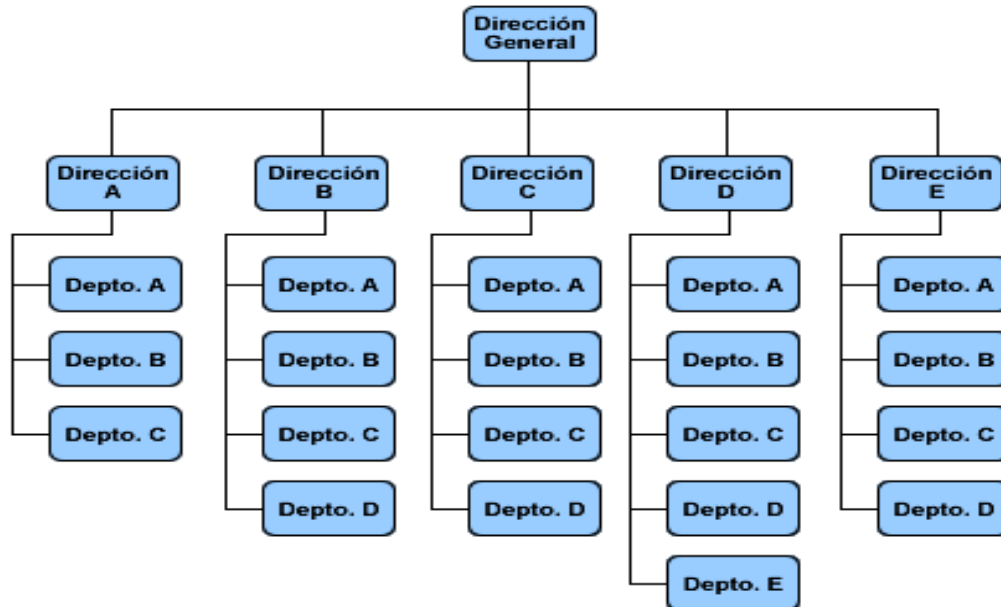 Dirección
General
Dirección
A
Dirección
B
Dirección
C
Dirección
D
Dirección
E
Depto. A
Depto. B
Depto. C
Depto. A
Depto. B
Depto. C
Depto. D
Depto. A
Depto. B
Depto. C
Depto. D
Depto. A
Depto. B
Depto. C
Depto. D
Depto. E
Depto. A
Depto. B
Depto. C
Depto. D